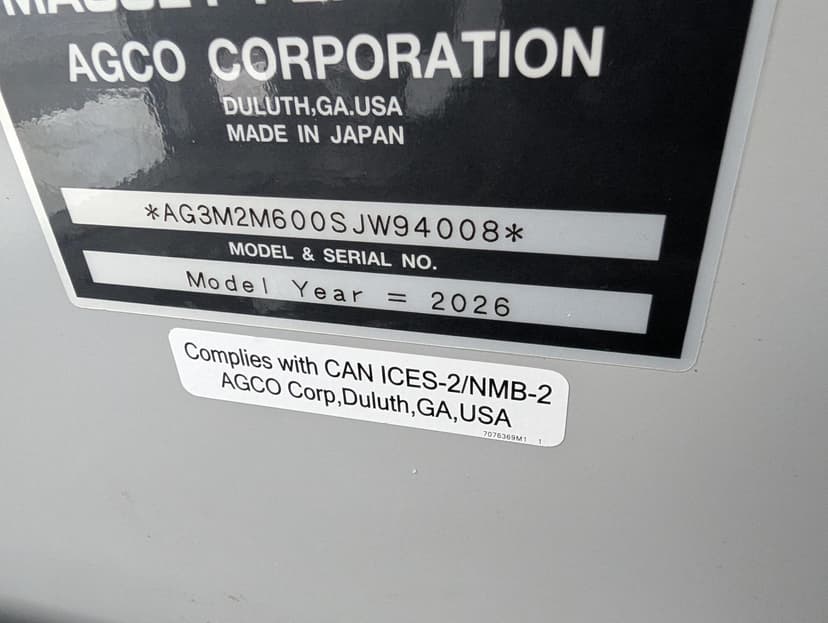 AGCO CORPORATION
DULUTH,GA.USA
MADE IN JAPAN
*AG3M2M600SJW94008*
MODEL & SERIAL NO.
Model Year = 2026
Complies with CAN ICES-2/NMB-2
AGCO Corp,Duluth,GA,USA
7076369M1 1